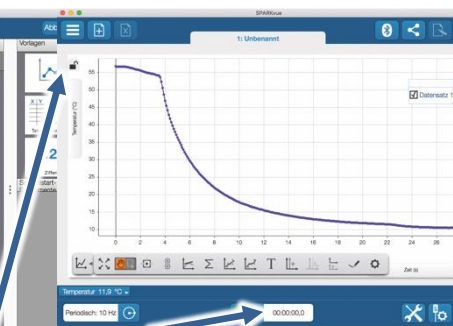 SPARKvue
Abb
1: Unbenannt
Vorlagen
Temperatur (°C)
55
50
45
40
35
30
25
20
15
10
Datensatz 1
0 2 4 6 8 10 12 14 16 18 20 22 24 26
Zeit (s)
Temperatur 11,9 °C
Periodisch: 10 Hz
00:00:00,0